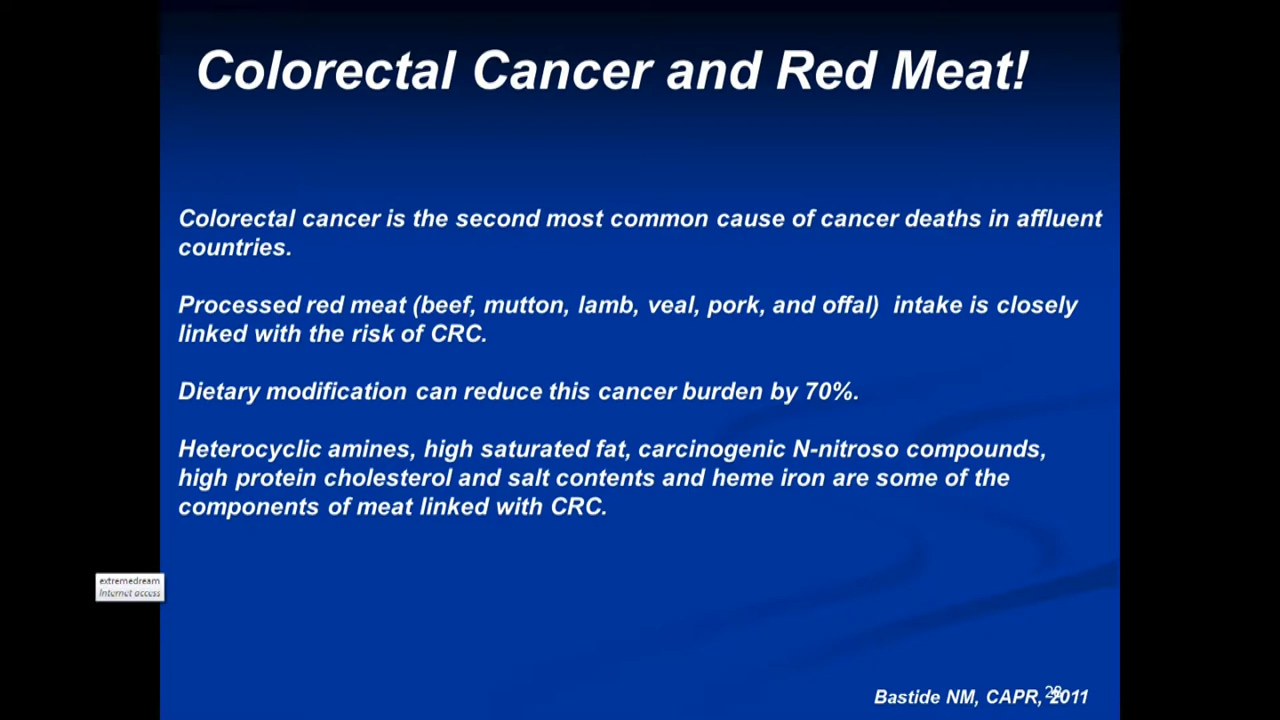 Colorectal Cancer and Red Meat!
Colorectal cancer is the second most common cause of cancer deaths in affluent
countries.
Processed red meat (beef, mutton, lamb, veal, pork, and offal) intake is closely
linked with the risk of CRC.
Dietary modification can reduce this cancer burden by 70%.
Heterocyclic amines, high saturated fat, carcinogenic N-nitroso compounds,
high protein cholesterol and salt contents and heme iron are some of the
components of meat linked with CRC.
extremedream
Internet access
Bastide NM, CAPR, 2011